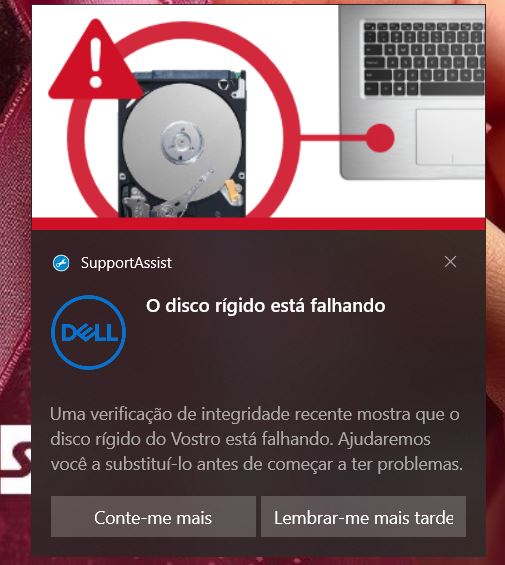 SupportAssist
O disco rígido está falhando
DELL
Uma verificação de integridade recente mostra que o
disco rígido do Vostro está falhando. Ajudaremos
você a substituí-lo antes de começar a ter problemas.
Conte-me mais
Lembrar-me mais tarde